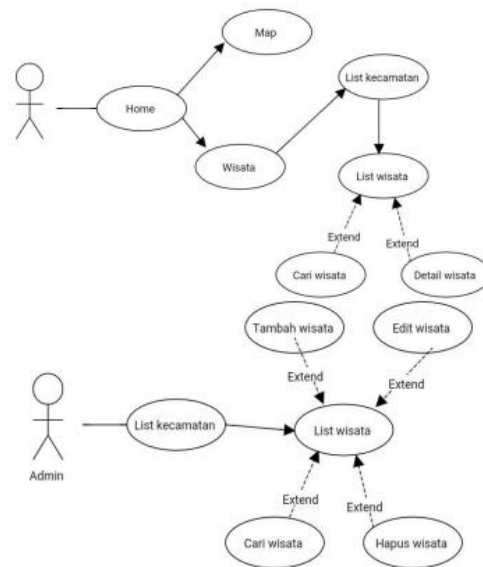 Map
List kecamatan
Home
Wisata
List wisata
Extend
Extend
Cari wisata
Detail wisata
Tambah wisata
Edit wisata
Extend
Extend
List kecamatan
List wisata
Admin
Extend
Extend
Cari wisata
Hapus wisata